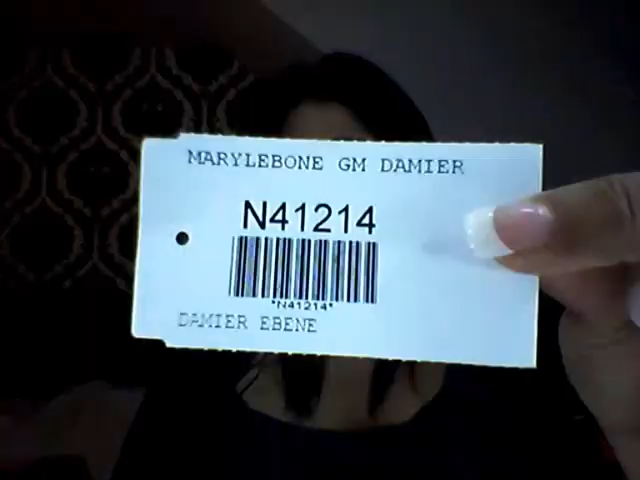 MARYLEBONE GM DAMIER
N41214
*N41214*
DAMIER EBENE